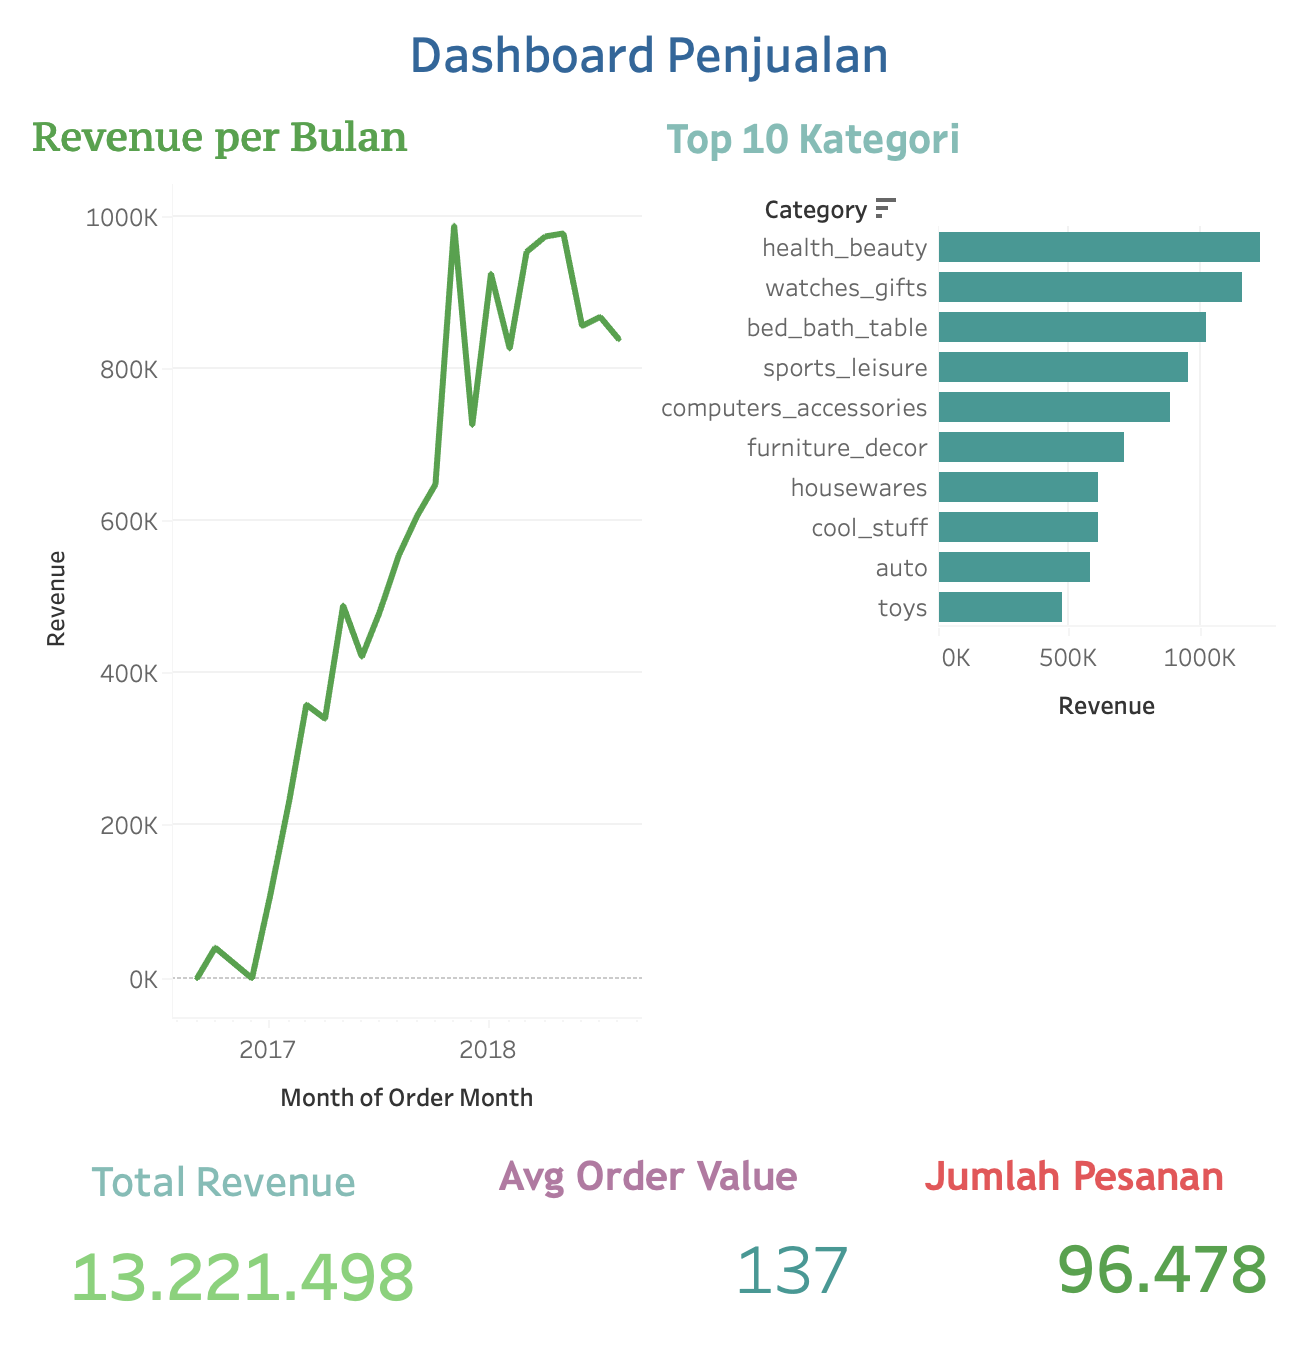 Dashboard Penjualan
Revenue per Bulan
1000K
800K
600K
400K
200K
0K
Revenue
2017
2018
Month of Order Month
Top 10 Kategori
Category
health_beauty
watches_gifts
bed_bath_table
sports_leisure
computers_accessories
furniture_decor
housewares
cool_stuff
auto
toys
0K
500K
1000K
Revenue
Total Revenue
13.221.498
Avg Order Value
137
Jumlah Pesanan
96.478